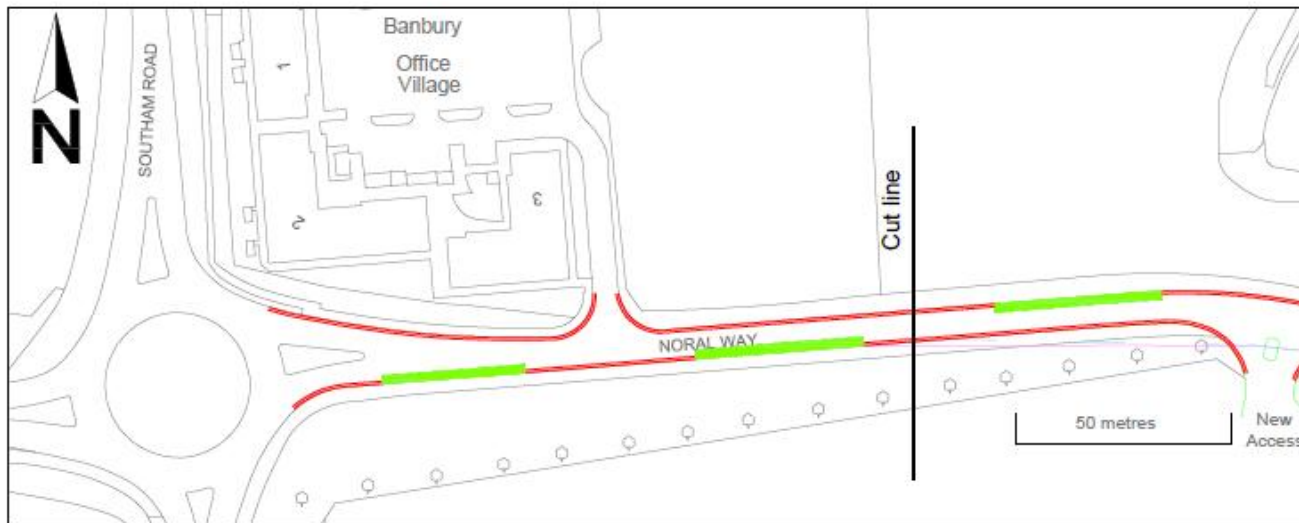 Banbury
Office
Village
1
2
3
SOUTHAM ROAD
N
NORAL WAY
Cut line
50 metres
New
Access